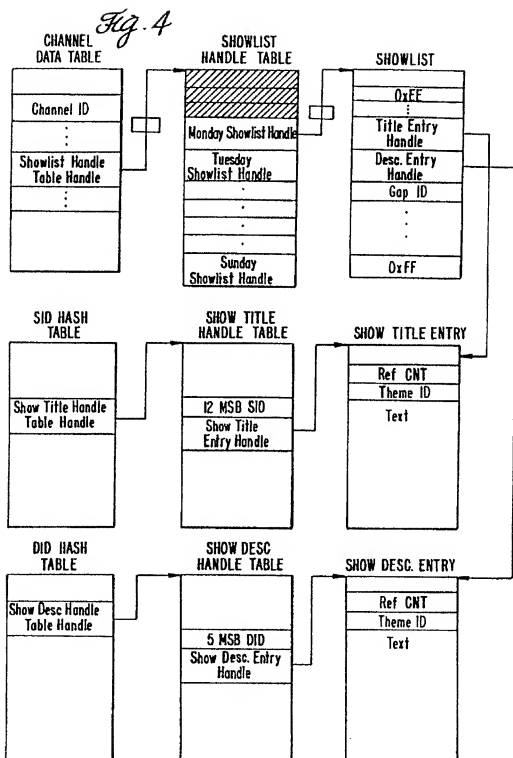 Fig. 4
CHANNEL
DATA TABLE
Channel ID
Showlist Handle
Table Handle
SHOWLIST
HANDLE TABLE
Monday Showlist Handle
Tuesday
Showlist Handle
Sunday
Showlist Handle
SHOWLIST
0xEE
Title Entry
Handle
Desc. Entry
Handle
Gap ID
0xFF
SID HASH
TABLE
Show Title Handle
Table Handle
SHOW TITLE
HANDLE TABLE
12 MSB SID
Show Title
Entry Handle
SHOW TITLE ENTRY
Ref CNT
Theme ID
Text
DID HASH
TABLE
Show Desc Handle
Table Handle
SHOW DESC
HANDLE TABLE
5 MSB DID
Show Desc. Entry
Handle
SHOW DESC. ENTRY
Ref CNT
Theme ID
Text